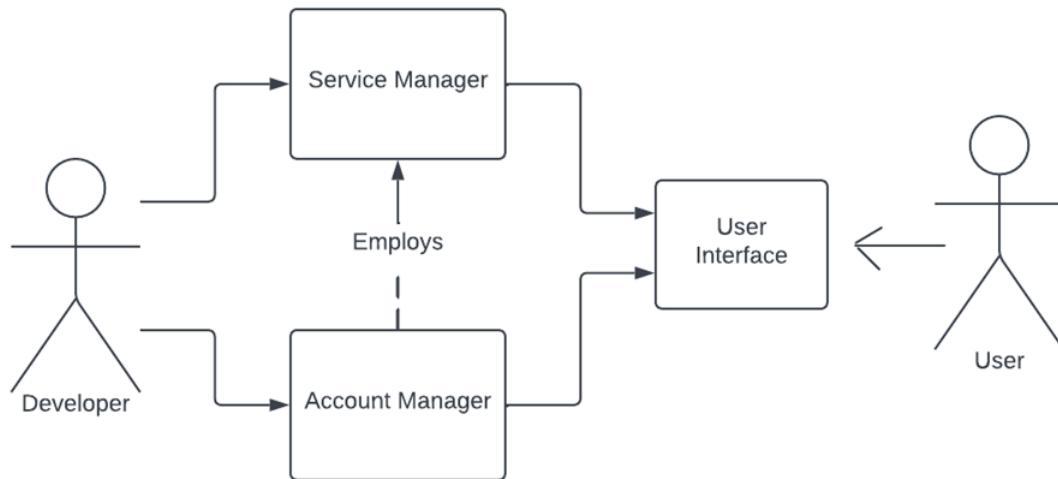 Service Manager
Employs
User
Interface
User
Developer
Account Manager